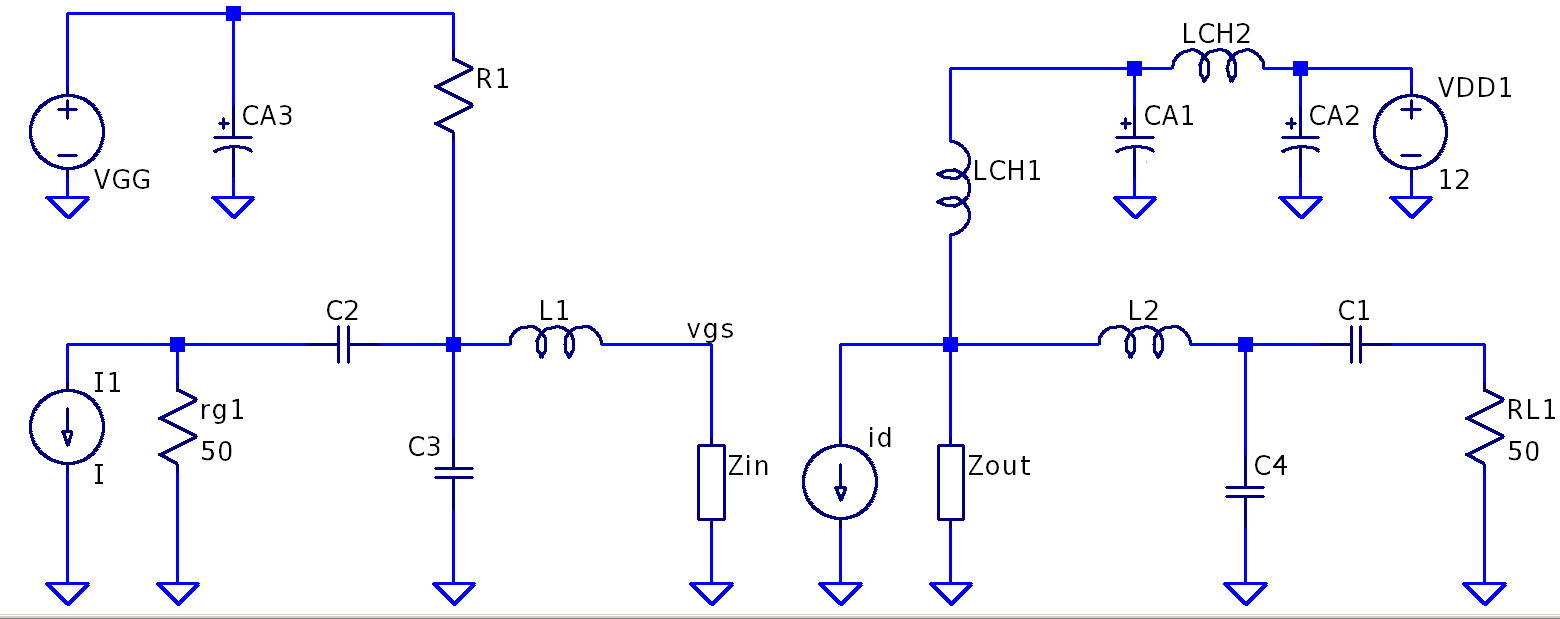 LCH2
R1
VDD1
CA3
CA1
CA2
VGG
LCH1
12
C2
L1
vgs
L2
C1
I1
rg1
50
I
C3
Zin
id
Zout
C4
RL1
50